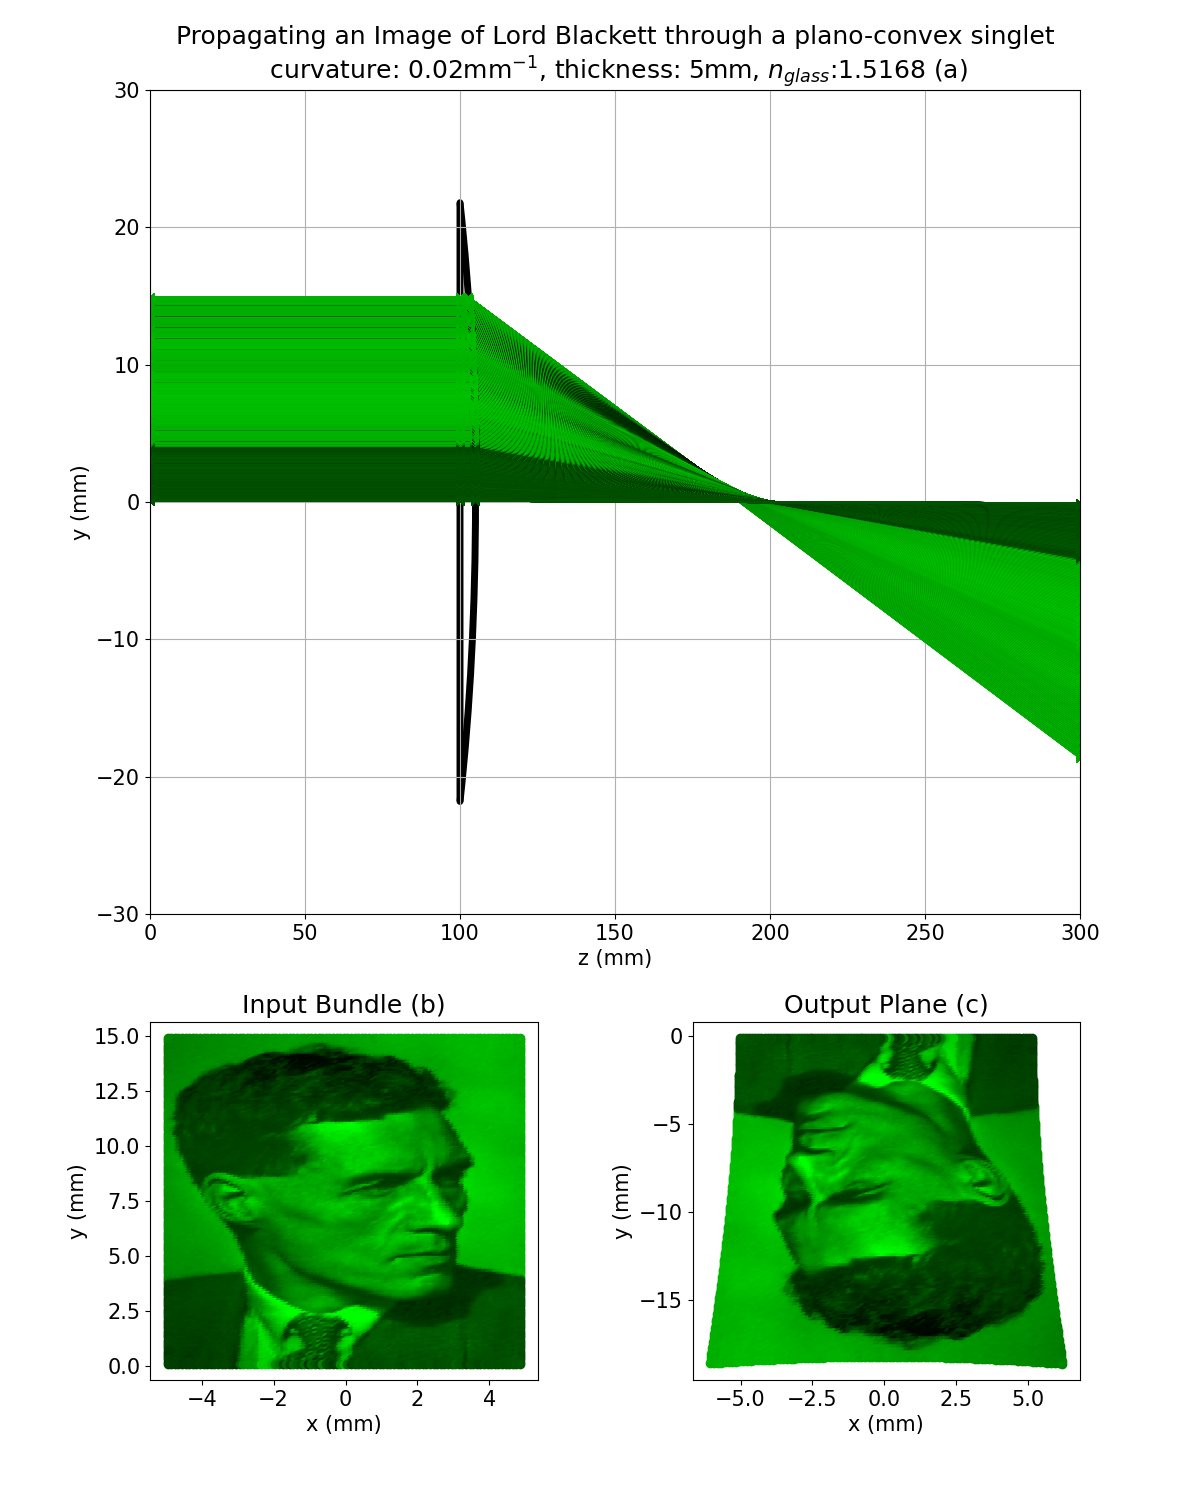 Propagating an Image of Lord Blackett through a plano-convex singlet
curvature: 0.02mm⁻¹, thickness: 5mm, n_glass:1.5168 (a)
30
20
10
0
−10
−20
−30
y (mm)
0 50 100 150 200 250 300
z (mm)
Input Bundle (b)
15.0
12.5
10.0
7.5
5.0
2.5
0.0
y (mm)
−4 −2 0 2 4
x (mm)
Output Plane (c)
0
−5
−10
−15
y (mm)
−5.0 −2.5 0.0 2.5 5.0
x (mm)